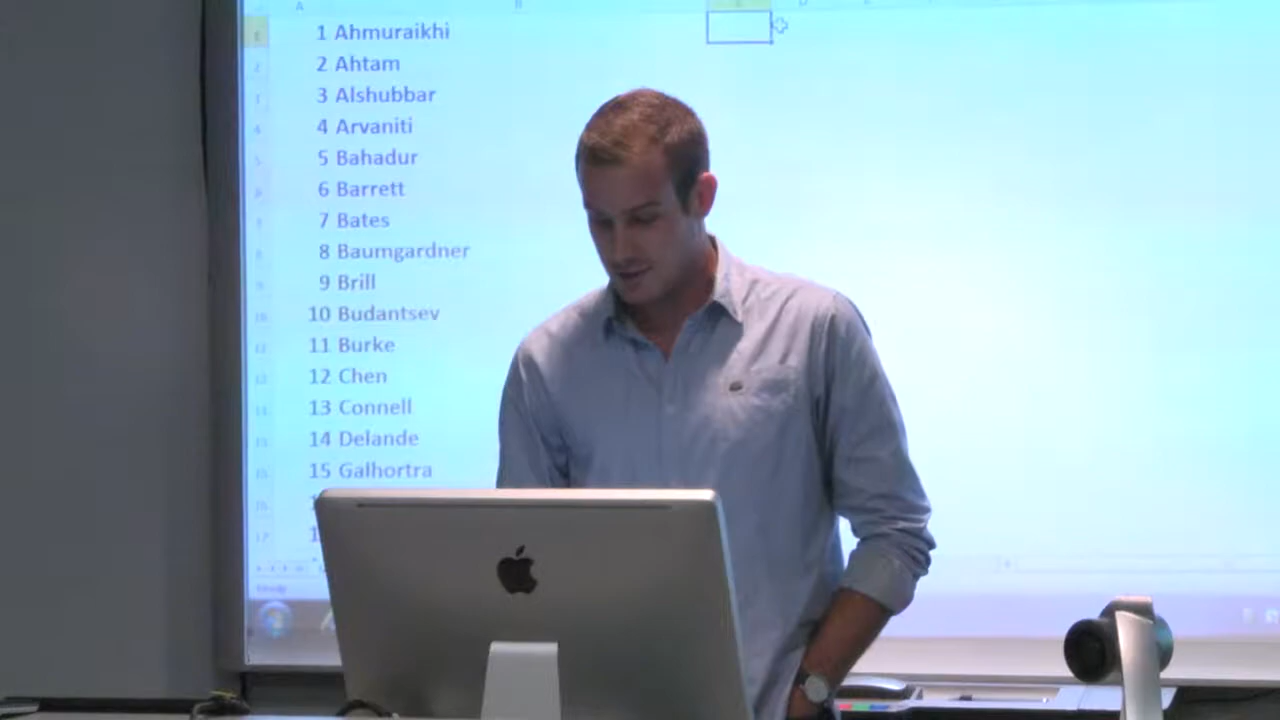 1 Ahmuraikhi
2 Ahtam
3 Alshubbar
4 Arvaniti
5 Bahadur
6 Barrett
7 Bates
8 Baumgardner
9 Brill
10 Budantsev
11 Burke
12 Chen
13 Connell
14 Delande
15 Galhortra